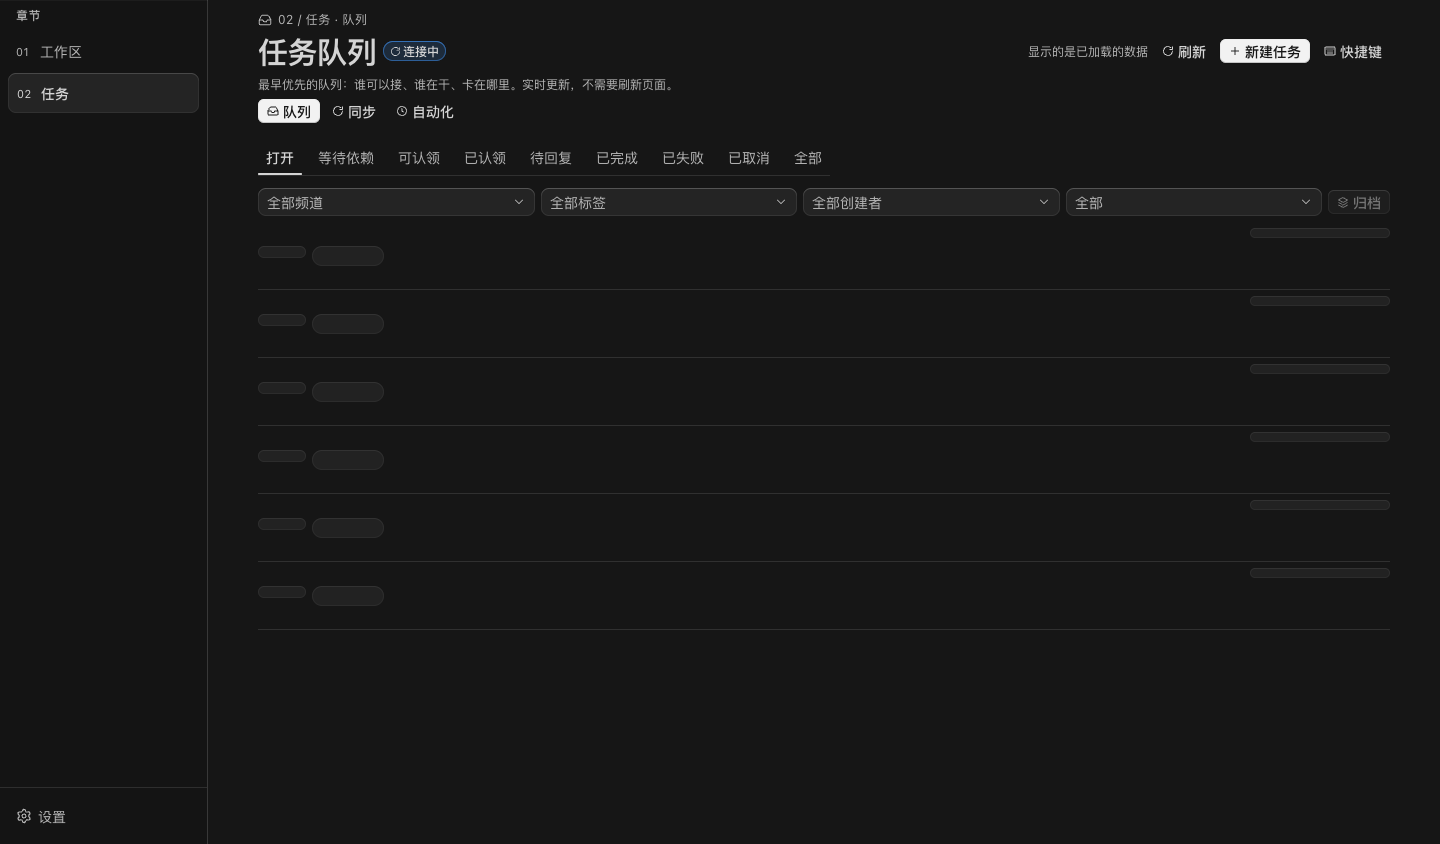 章节
01 工作区
02 任务
设置
02 / 任务 · 队列
任务队列 连接中
显示的是已加载的数据 刷新 新建任务 快捷键
最早优先的队列：谁可以接、谁在干、卡在哪里。实时更新，不需要刷新页面。
队列 同步 自动化
打开 等待依赖 可认领 已认领 待回复 已完成 已失败 已取消 全部
全部频道 全部标签 全部创建者 全部 归档